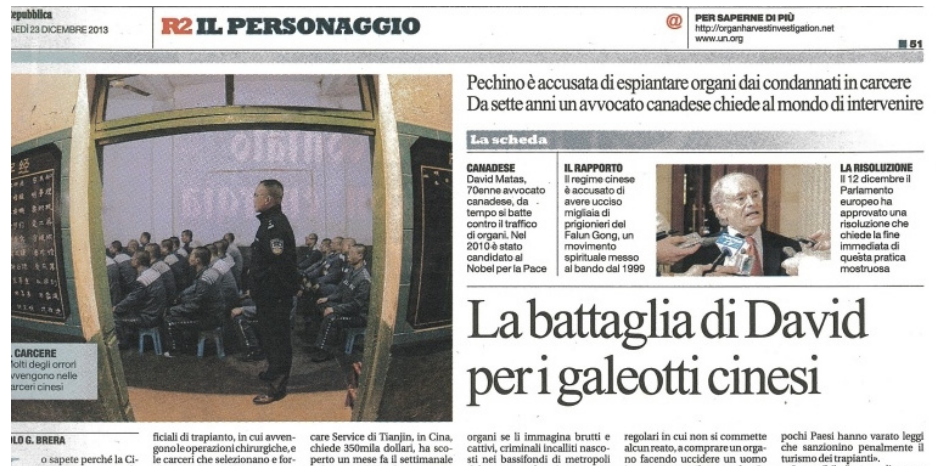 epubblica
NEDÌ 23 DICEMBRE 2013
R2 IL PERSONAGGIO
@
PER SAPERNE DI PIÙ
http://organharvestinvestigation.net
www.un.org
51
Pechino è accusata di espiantare organi dai condannati in carcere
Da sette anni un avvocato canadese chiede al mondo di intervenire
La scheda
CANADESE
David Matas,
70enne avvocato
canadese, da
tempo si batte
contro il traffico
di organi. Nel
2010 è stato
candidato al
Nobel per la Pace
IL RAPPORTO
Il regime cinese
è accusato di
avere ucciso
migliaia di
prigionieri del
Falun Gong, un
movimento
spirituale messo
al bando dal 1999
LA RISOLUZIONE
Il 12 dicembre il
Parlamento
europeo ha
approvato una
risoluzione che
chiede la fine
immediata di
questa pratica
mostruosa
La battaglia di David
per i galeotti cinesi
CARCERE
Molti degli orrori
avvengono nelle
carceri cinesi
OLO G. BRERA
o sapete perché la Ci-
ficiali di trapianto, in cui avven-
gono le operazioni chirurgiche, e
le carceri che selezionano e for-
care Service di Tianjin, in Cina,
chiede 350mila dollari, ha sco-
perto un mese fa il settimanale
organi se li immagina brutti e
cattivi, criminali incalliti nasco-
sti nei bassifondi di metropoli
regolari in cui non si commette
alcun reato, a comprare un orga-
no facendo uccidere un uomo
pochi Paesi hanno varato leggi
che sanzionino penalmente il
turismo dei trapianti».